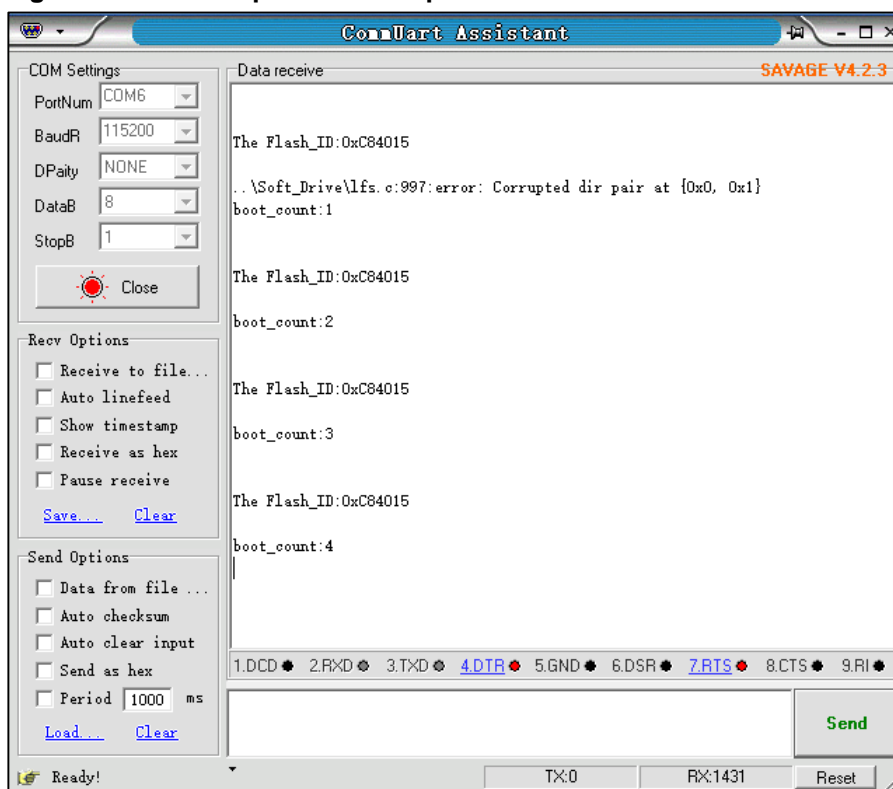 CommUart Assistant
COM Settings
PortNum COM6
BaudR 115200
DPaity NONE
DataB 8
StopB 1
Close
Recv Options
Receive to file...
Auto linefeed
Show timestamp
Receive as hex
Pause receive
Save... Clear
Send Options
Data from file ...
Auto checksum
Auto clear input
Send as hex
Period 1000 ms
Load... Clear
Data receive SAVAGE V4.2.3
The Flash_ID:0xC84015
..\Soft_Drive\lfs.c:997:error: Corrupted dir pair at {0x0, 0x1}
boot_count:1
The Flash_ID:0xC84015
boot_count:2
The Flash_ID:0xC84015
boot_count:3
The Flash_ID:0xC84015
boot_count:4
1.DCD 2.RXD 3.TXD 4.DTR 5.GND 6.DSR 7.RTS 8.CTS 9.RI
Send
Ready! TX:0 RX:1431 Reset